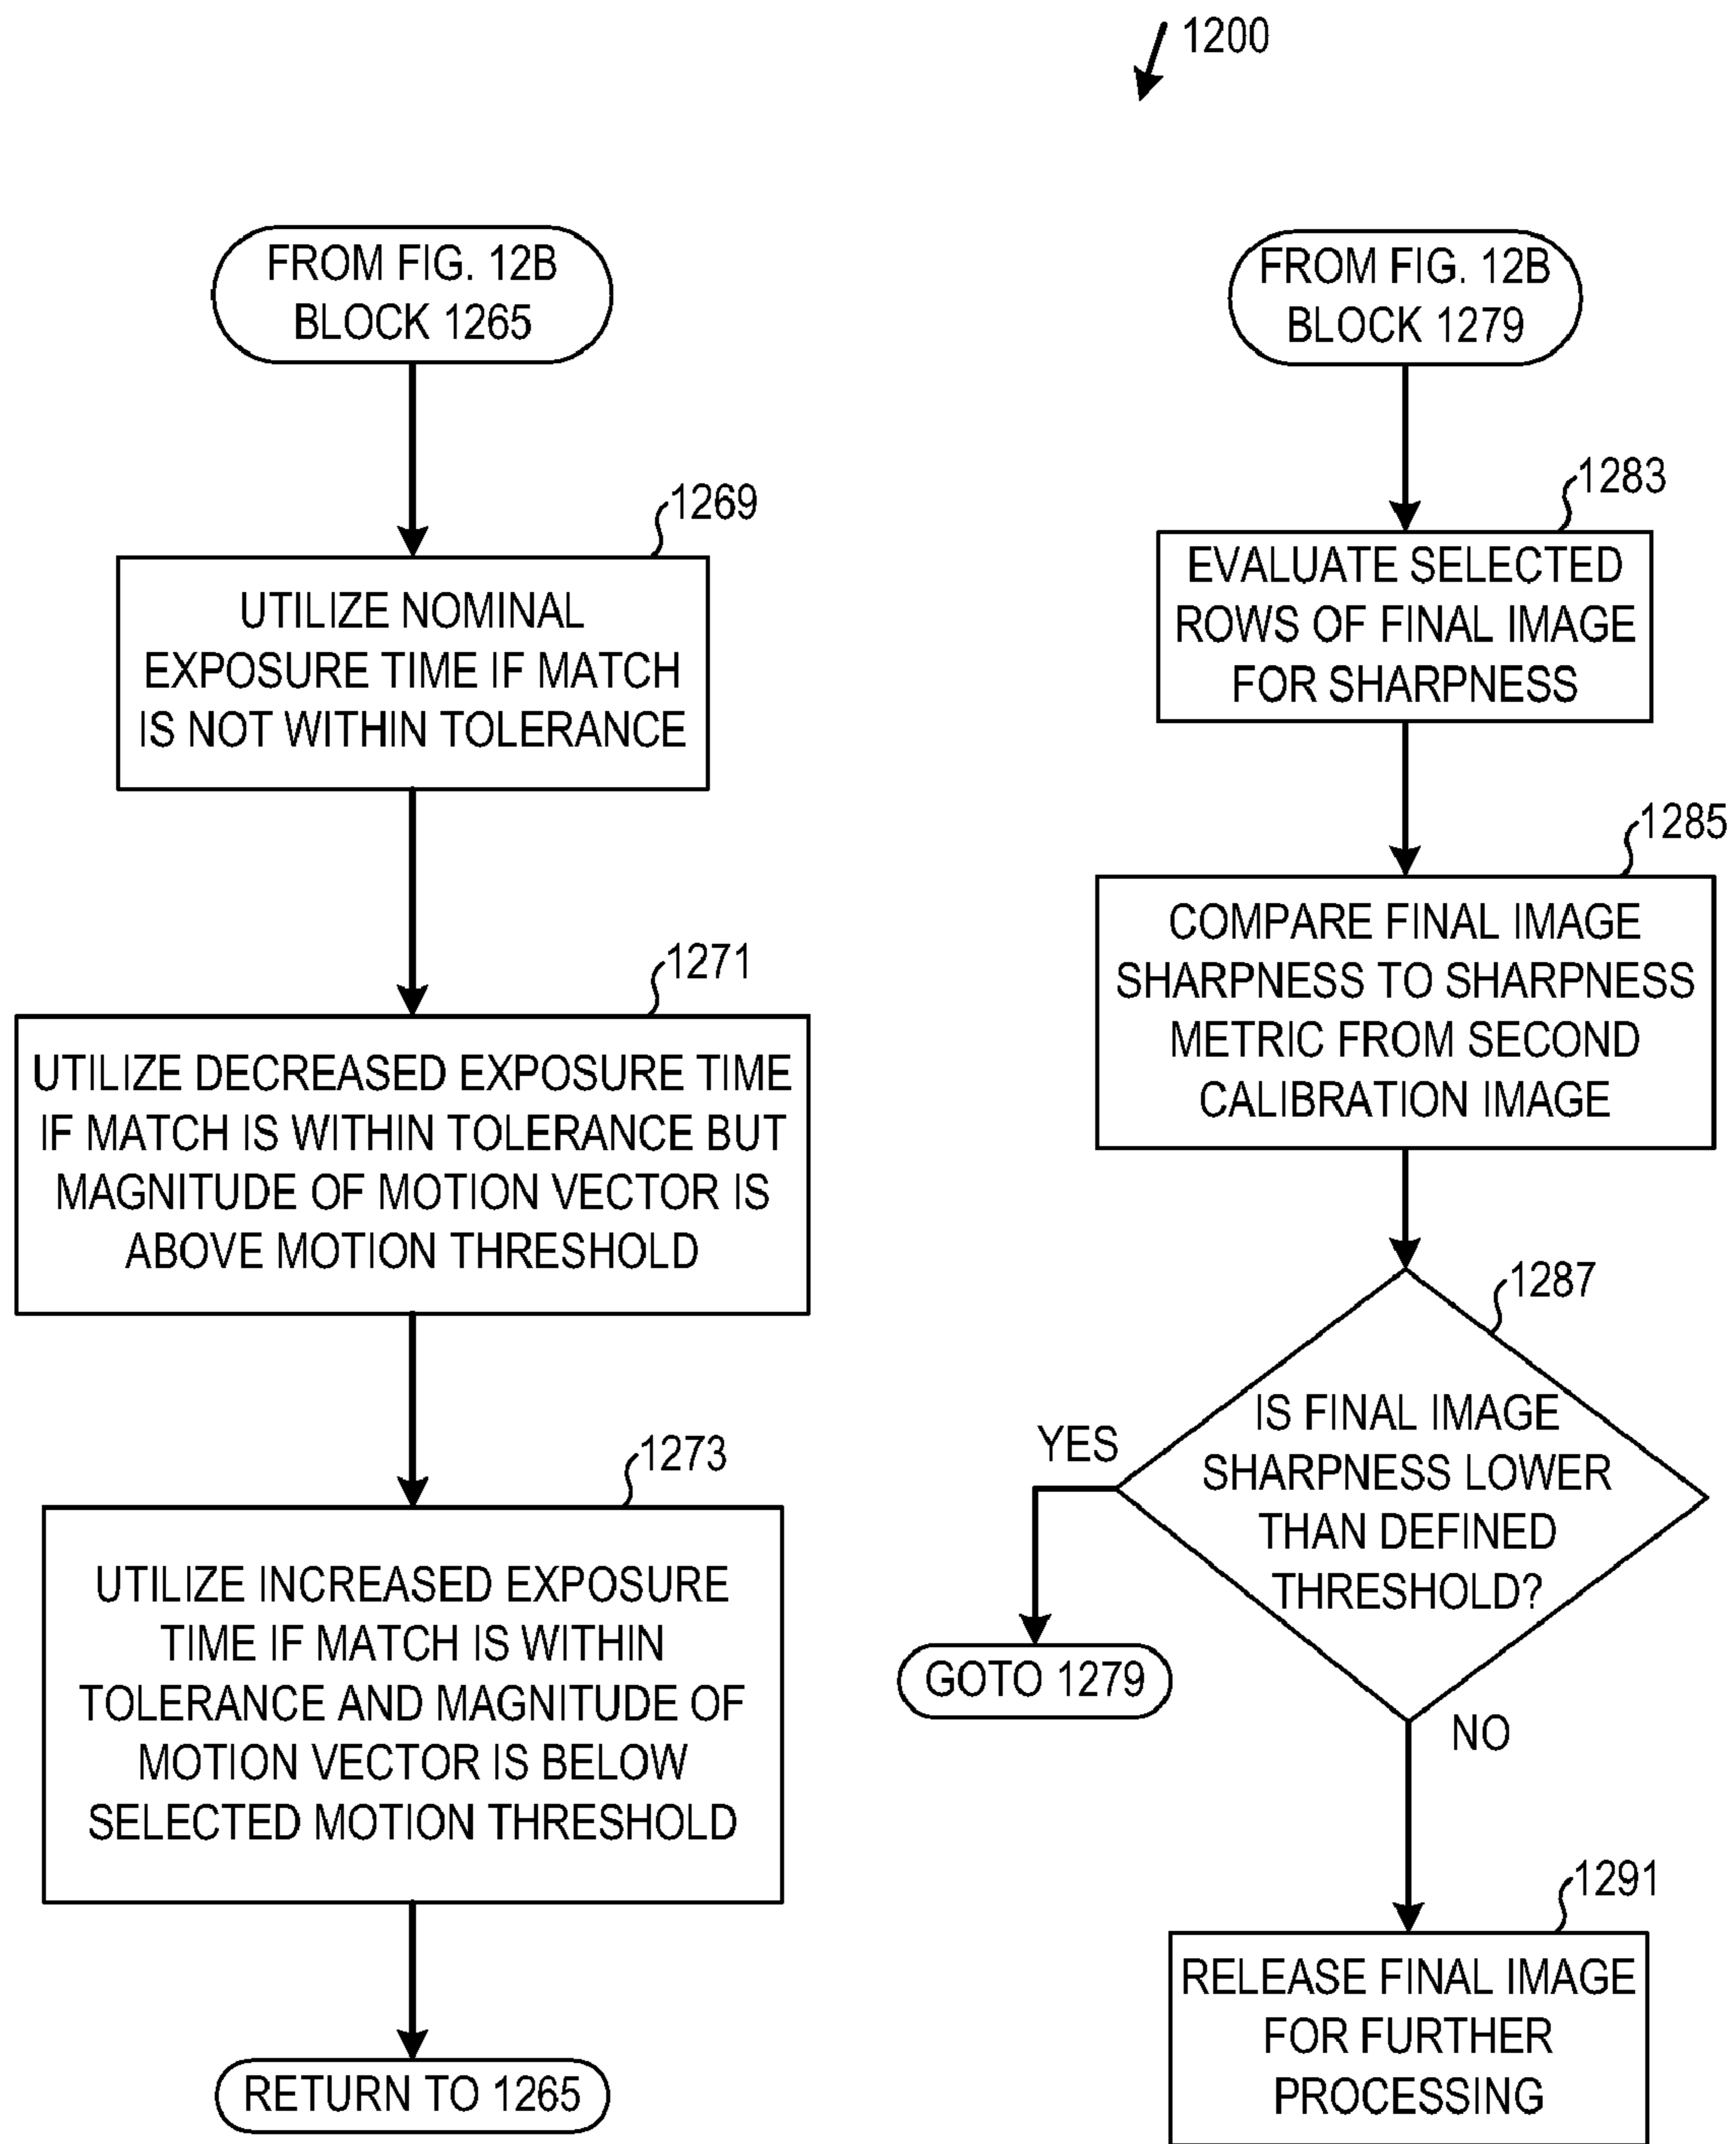 1200
FROM FIG. 12B
BLOCK 1265
1269
UTILIZE NOMINAL
EXPOSURE TIME IF MATCH
IS NOT WITHIN TOLERANCE
1271
UTILIZE DECREASED EXPOSURE TIME
IF MATCH IS WITHIN TOLERANCE BUT
MAGNITUDE OF MOTION VECTOR IS
ABOVE MOTION THRESHOLD
1273
UTILIZE INCREASED EXPOSURE
TIME IF MATCH IS WITHIN
TOLERANCE AND MAGNITUDE OF
MOTION VECTOR IS BELOW
SELECTED MOTION THRESHOLD
RETURN TO 1265
FROM FIG. 12B
BLOCK 1279
1283
EVALUATE SELECTED
ROWS OF FINAL IMAGE
FOR SHARPNESS
1285
COMPARE FINAL IMAGE
SHARPNESS TO SHARPNESS
METRIC FROM SECOND
CALIBRATION IMAGE
1287
IS FINAL IMAGE
SHARPNESS LOWER
THAN DEFINED
THRESHOLD?
YES
GOTO 1279
NO
1291
RELEASE FINAL IMAGE
FOR FURTHER
PROCESSING